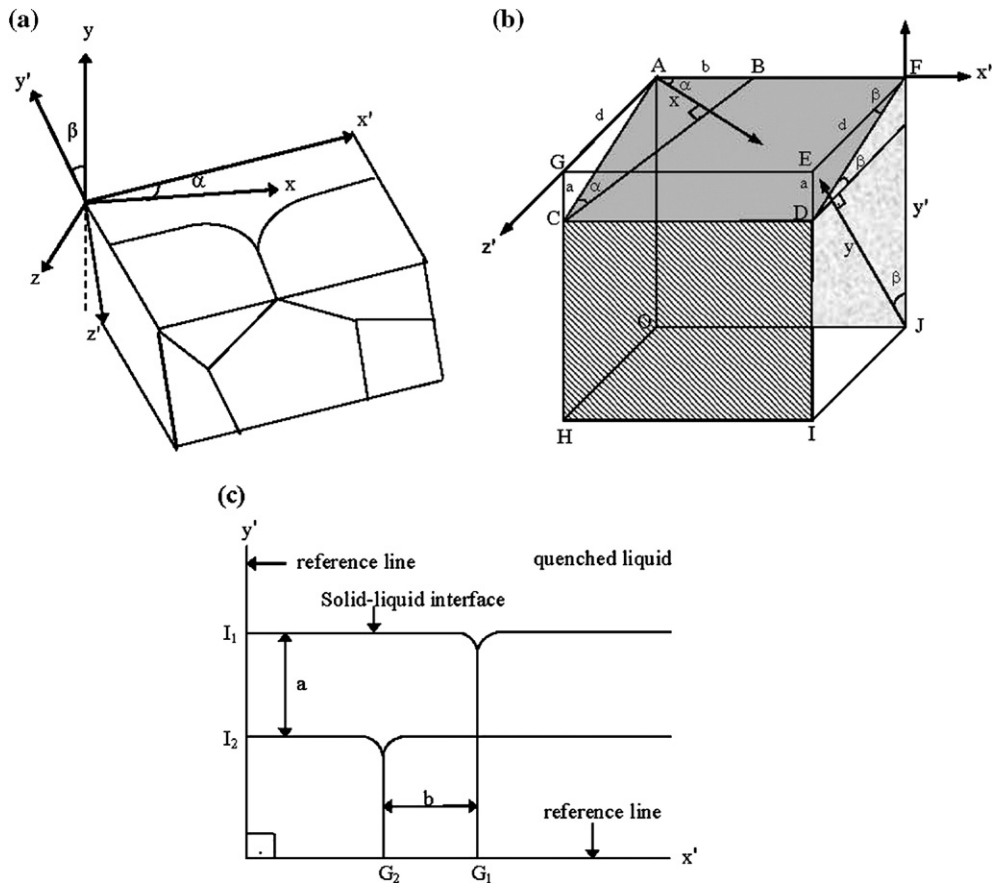 (a)
y
y'
β
x'
α
x
z
z'
(b)
A
b
B
F
x'
α
x
β
d
d
G
E
β
a
α
a
C
D
y'
z'
y
β
O
J
H
I
(c)
y'
reference line
quenched liquid
Solid-liquid interface
I₁
a
I₂
b
reference line
x'
G₂
G₁